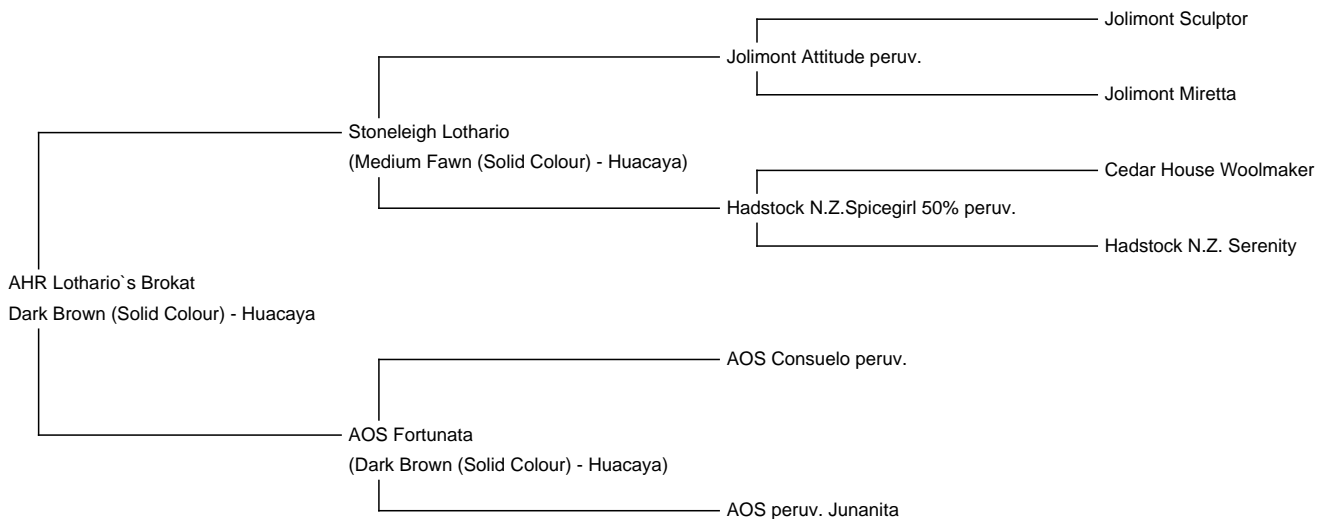 Jolimont Sculptor
Jolimont Attitude peruv.
Jolimont Miretta
Stoneleigh Lothario
(Medium Fawn (Solid Colour) - Huacaya)
Cedar House Woolmaker
Hadstock N.Z.Spicegirl 50% peruv.
Hadstock N.Z. Serenity
AHR Lothario`s Brokat
Dark Brown (Solid Colour) - Huacaya
AOS Consuelo peruv.
AOS Fortunata
(Dark Brown (Solid Colour) - Huacaya)
AOS peruv. Junanita